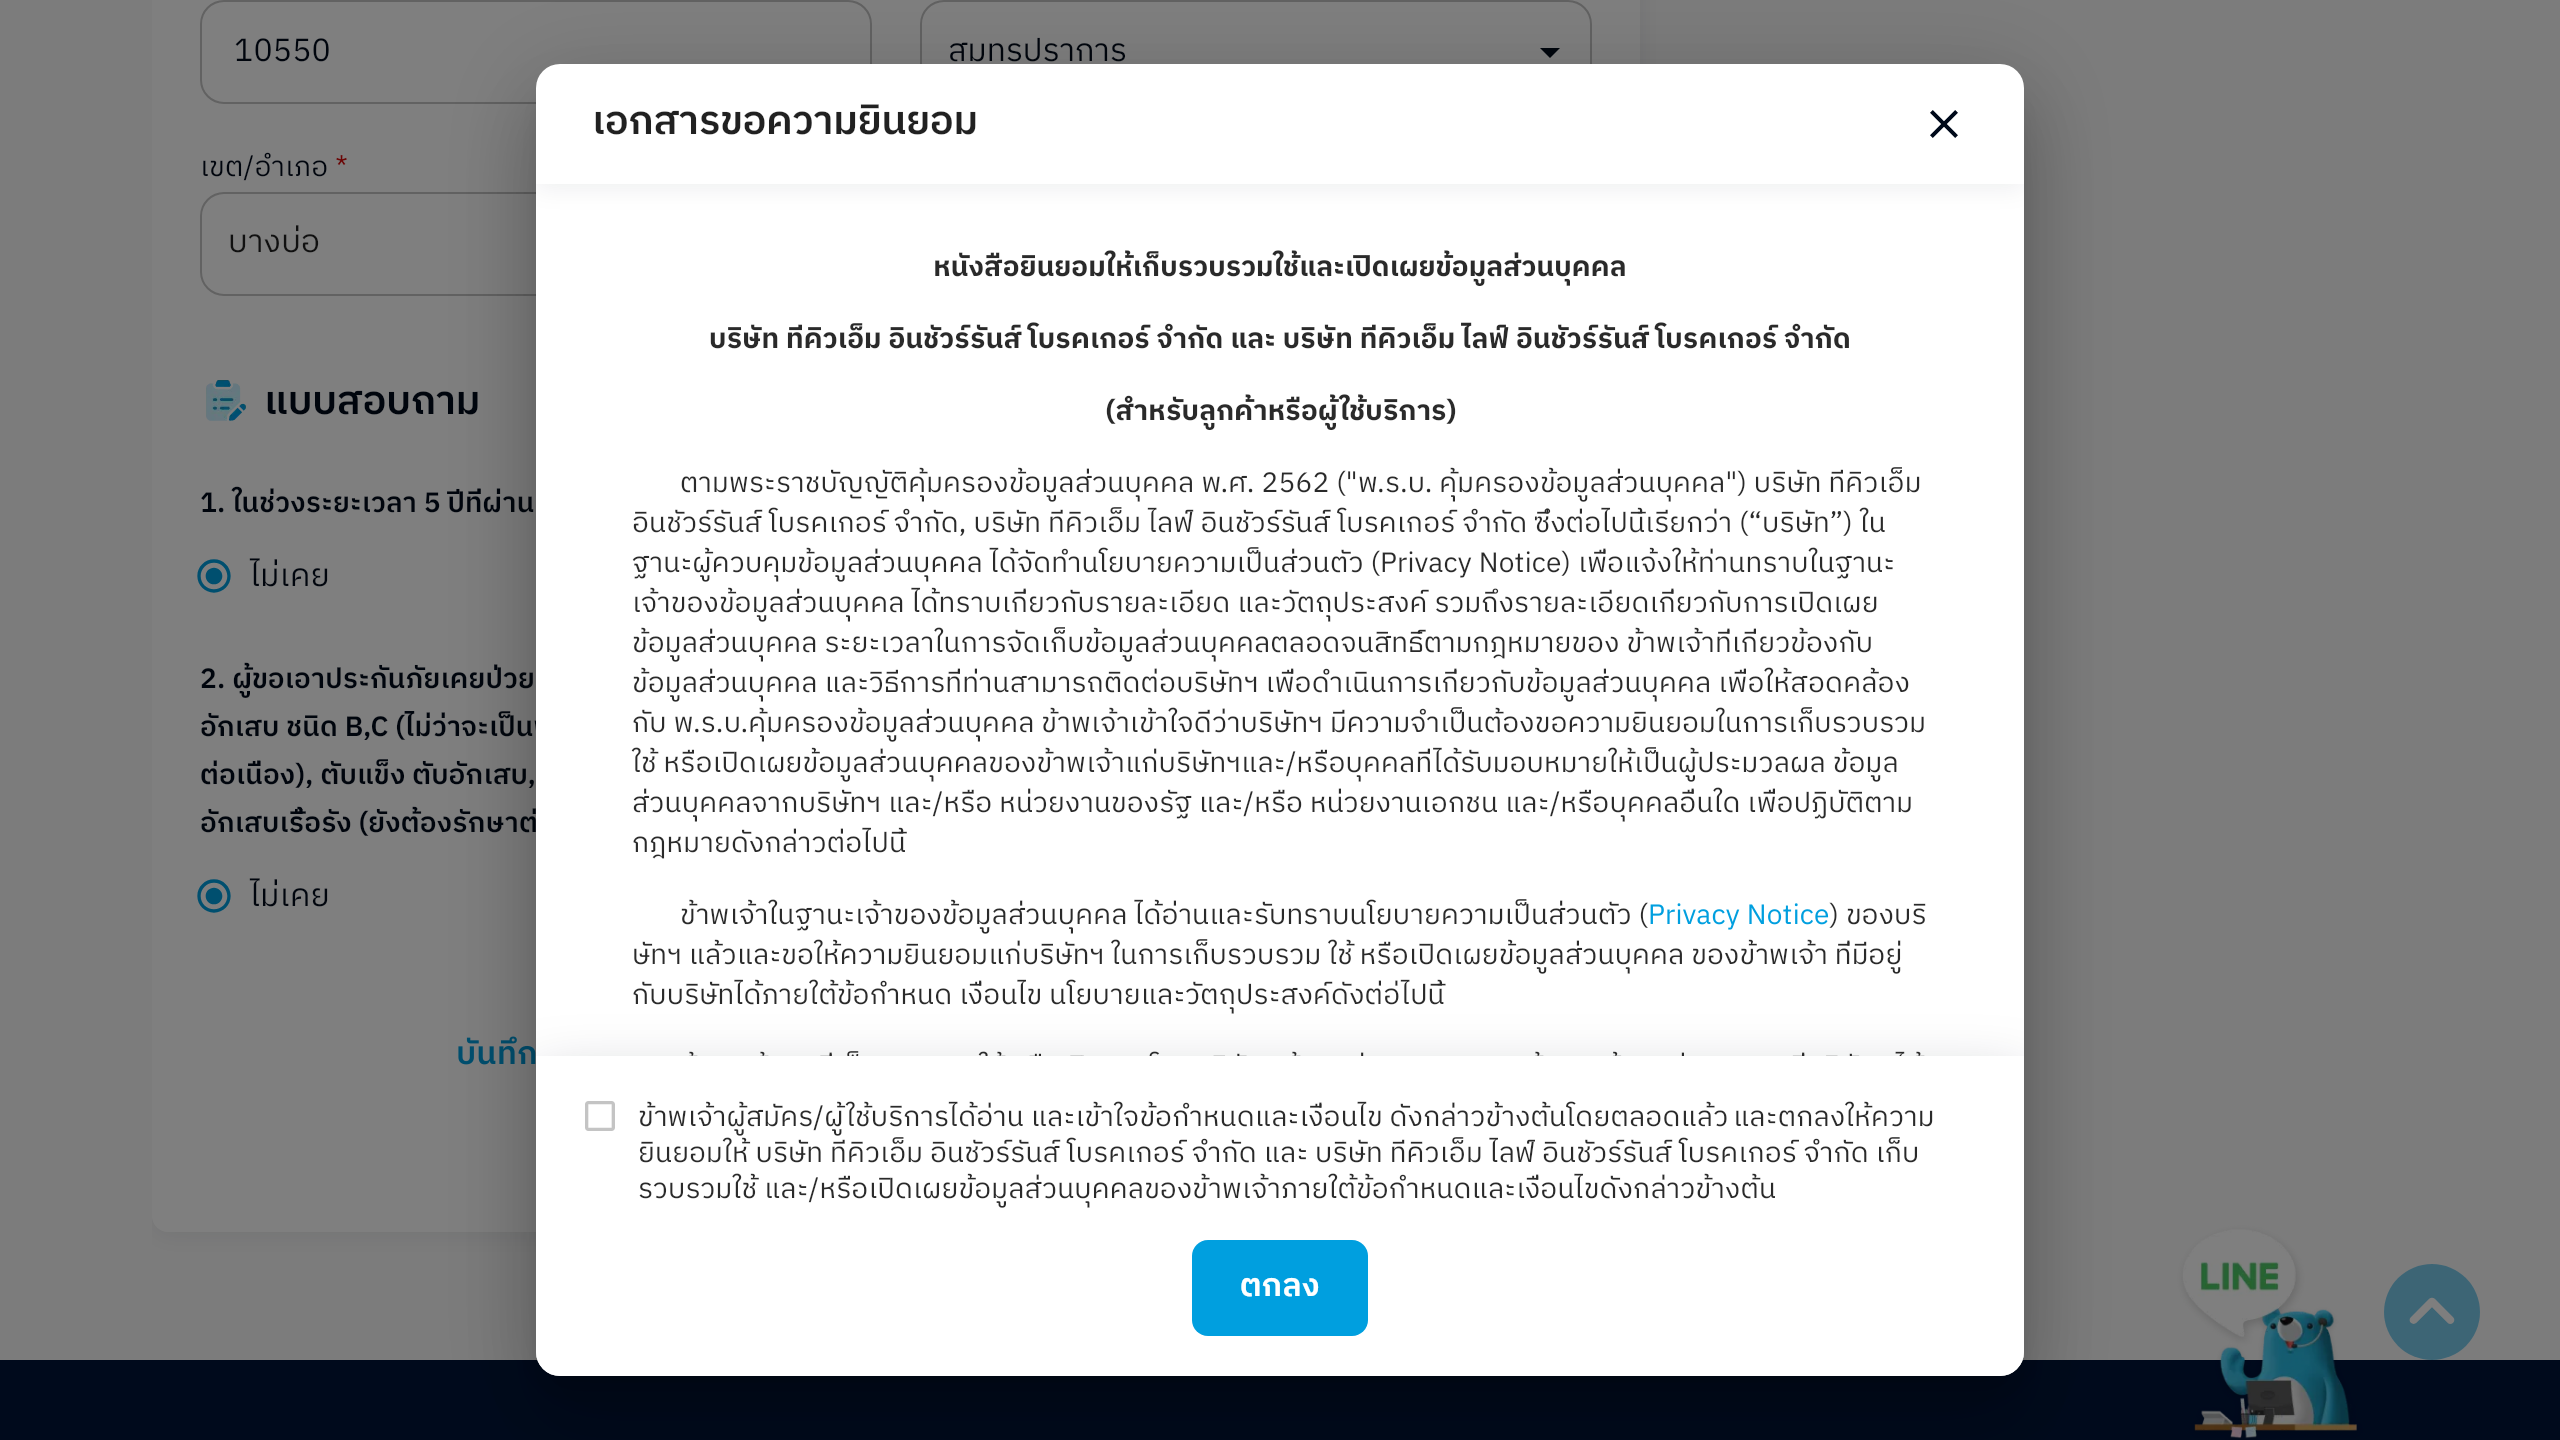 10550
สมุทรปราการ
เขต/อำเภอ *
บางบ่อ
แบบสอบถาม
1. ในช่วงระยะเวลา 5 ปีที่ผ่าน
ไม่เคย
2. ผู้ขอเอาประกันภัยเคยป่วย
อักเสบ ชนิด B,C (ไม่ว่าจะเป็น
ต่อเนื่อง), ตับแข็ง ตับอักเสบ,
อักเสบเรื้อรัง (ยังต้องรักษาต่
ไม่เคย
บันทึก
เอกสารขอความยินยอม
หนังสือยินยอมให้เก็บรวบรวมใช้และเปิดเผยข้อมูลส่วนบุคคล
บริษัท ทีคิวเอ็ม อินชัวร์รันส์ โบรคเกอร์ จำกัด และ บริษัท ทีคิวเอ็ม ไลฟ์ อินชัวร์รันส์ โบรคเกอร์ จำกัด
(สำหรับลูกค้าหรือผู้ใช้บริการ)
ตามพระราชบัญญัติคุ้มครองข้อมูลส่วนบุคคล พ.ศ. 2562 ("พ.ร.บ. คุ้มครองข้อมูลส่วนบุคคล") บริษัท ทีคิวเอ็ม
อินชัวร์รันส์ โบรคเกอร์ จำกัด, บริษัท ทีคิวเอ็ม ไลฟ์ อินชัวร์รันส์ โบรคเกอร์ จำกัด ซึ่งต่อไปนี้เรียกว่า (“บริษัท”) ใน
ฐานะผู้ควบคุมข้อมูลส่วนบุคคล ได้จัดทำนโยบายความเป็นส่วนตัว (Privacy Notice) เพื่อแจ้งให้ท่านทราบในฐานะ
เจ้าของข้อมูลส่วนบุคคล ได้ทราบเกี่ยวกับรายละเอียด และวัตถุประสงค์ รวมถึงรายละเอียดเกี่ยวกับการเปิดเผย
ข้อมูลส่วนบุคคล ระยะเวลาในการจัดเก็บข้อมูลส่วนบุคคลตลอดจนสิทธิ์ตามกฎหมายของ ข้าพเจ้าที่เกี่ยวข้องกับ
ข้อมูลส่วนบุคคล และวิธีการที่ท่านสามารถติดต่อบริษัทฯ เพื่อดำเนินการเกี่ยวกับข้อมูลส่วนบุคคล เพื่อให้สอดคล้อง
กับ พ.ร.บ.คุ้มครองข้อมูลส่วนบุคคล ข้าพเจ้าเข้าใจดีว่าบริษัทฯ มีความจำเป็นต้องขอความยินยอมในการเก็บรวบรวม
ใช้ หรือเปิดเผยข้อมูลส่วนบุคคลของข้าพเจ้าแก่บริษัทฯและ/หรือบุคคลที่ได้รับมอบหมายให้เป็นผู้ประมวลผล ข้อมูล
ส่วนบุคคลจากบริษัทฯ และ/หรือ หน่วยงานของรัฐ และ/หรือ หน่วยงานเอกชน และ/หรือบุคคลอื่นใด เพื่อปฏิบัติตาม
กฎหมายดังกล่าวต่อไปนี้
ข้าพเจ้าในฐานะเจ้าของข้อมูลส่วนบุคคล ได้อ่านและรับทราบนโยบายความเป็นส่วนตัว (Privacy Notice) ของบริ
ษัทฯ แล้วและขอให้ความยินยอมแก่บริษัทฯ ในการเก็บรวบรวม ใช้ หรือเปิดเผยข้อมูลส่วนบุคคล ของข้าพเจ้า ที่มีอยู่
กับบริษัทได้ภายใต้ข้อกำหนด เงื่อนไข นโยบายและวัตถุประสงค์ดังต่อ่ไปนี้
ข้าพเจ้าผู้สมัคร/ผู้ใช้บริการได้อ่าน และเข้าใจข้อกำหนดและเงื่อนไข ดังกล่าวข้างต้นโดยตลอดแล้ว และตกลงให้ความ
ยินยอมให้ บริษัท ทีคิวเอ็ม อินชัวร์รันส์ โบรคเกอร์ จำกัด และ บริษัท ทีคิวเอ็ม ไลฟ์ อินชัวร์รันส์ โบรคเกอร์ จำกัด เก็บ
รวบรวมใช้ และ/หรือเปิดเผยข้อมูลส่วนบุคคลของข้าพเจ้าภายใต้ข้อกำหนดและเงื่อนไขดังกล่าวข้างต้น
ตกลง
LINE